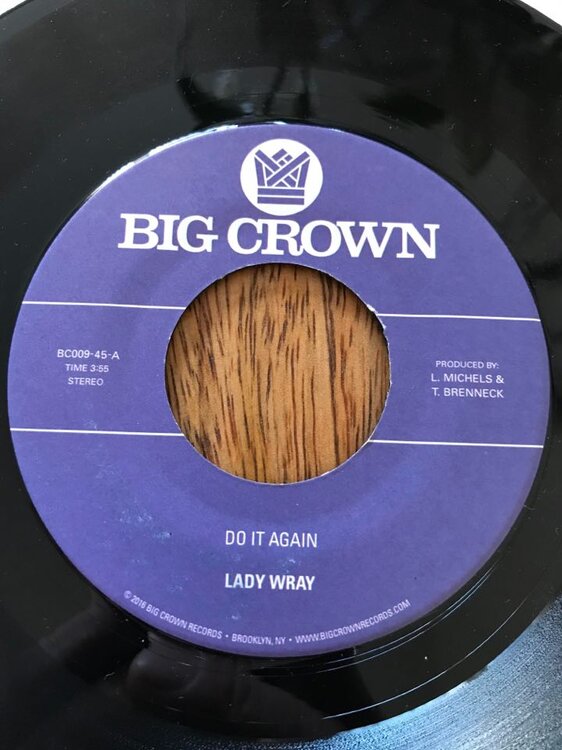 BIG CROWN
BC009-45-A
TIME 3:55
STEREO
PRODUCED BY:
L. MICHELS &
T. BRENNECK
DO IT AGAIN
LADY WRAY
© 2016 BIG CROWN RECORDS • BROOKLYN, NY • WWW.BIGCROWNRECORDS.COM